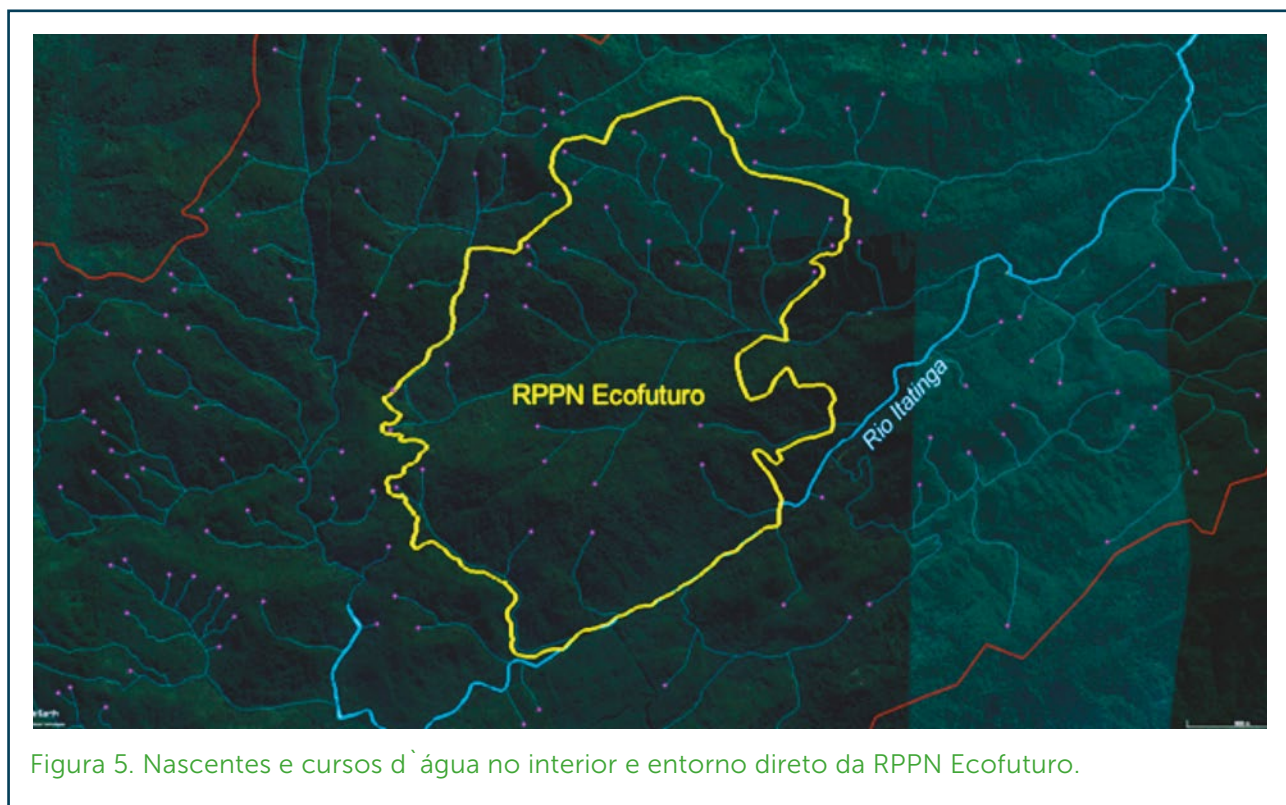 RPPN Ecofuturo
Rio Itatinga
Figura 5. Nascentes e cursos d`água no interior e entorno direto da RPPN Ecofuturo.